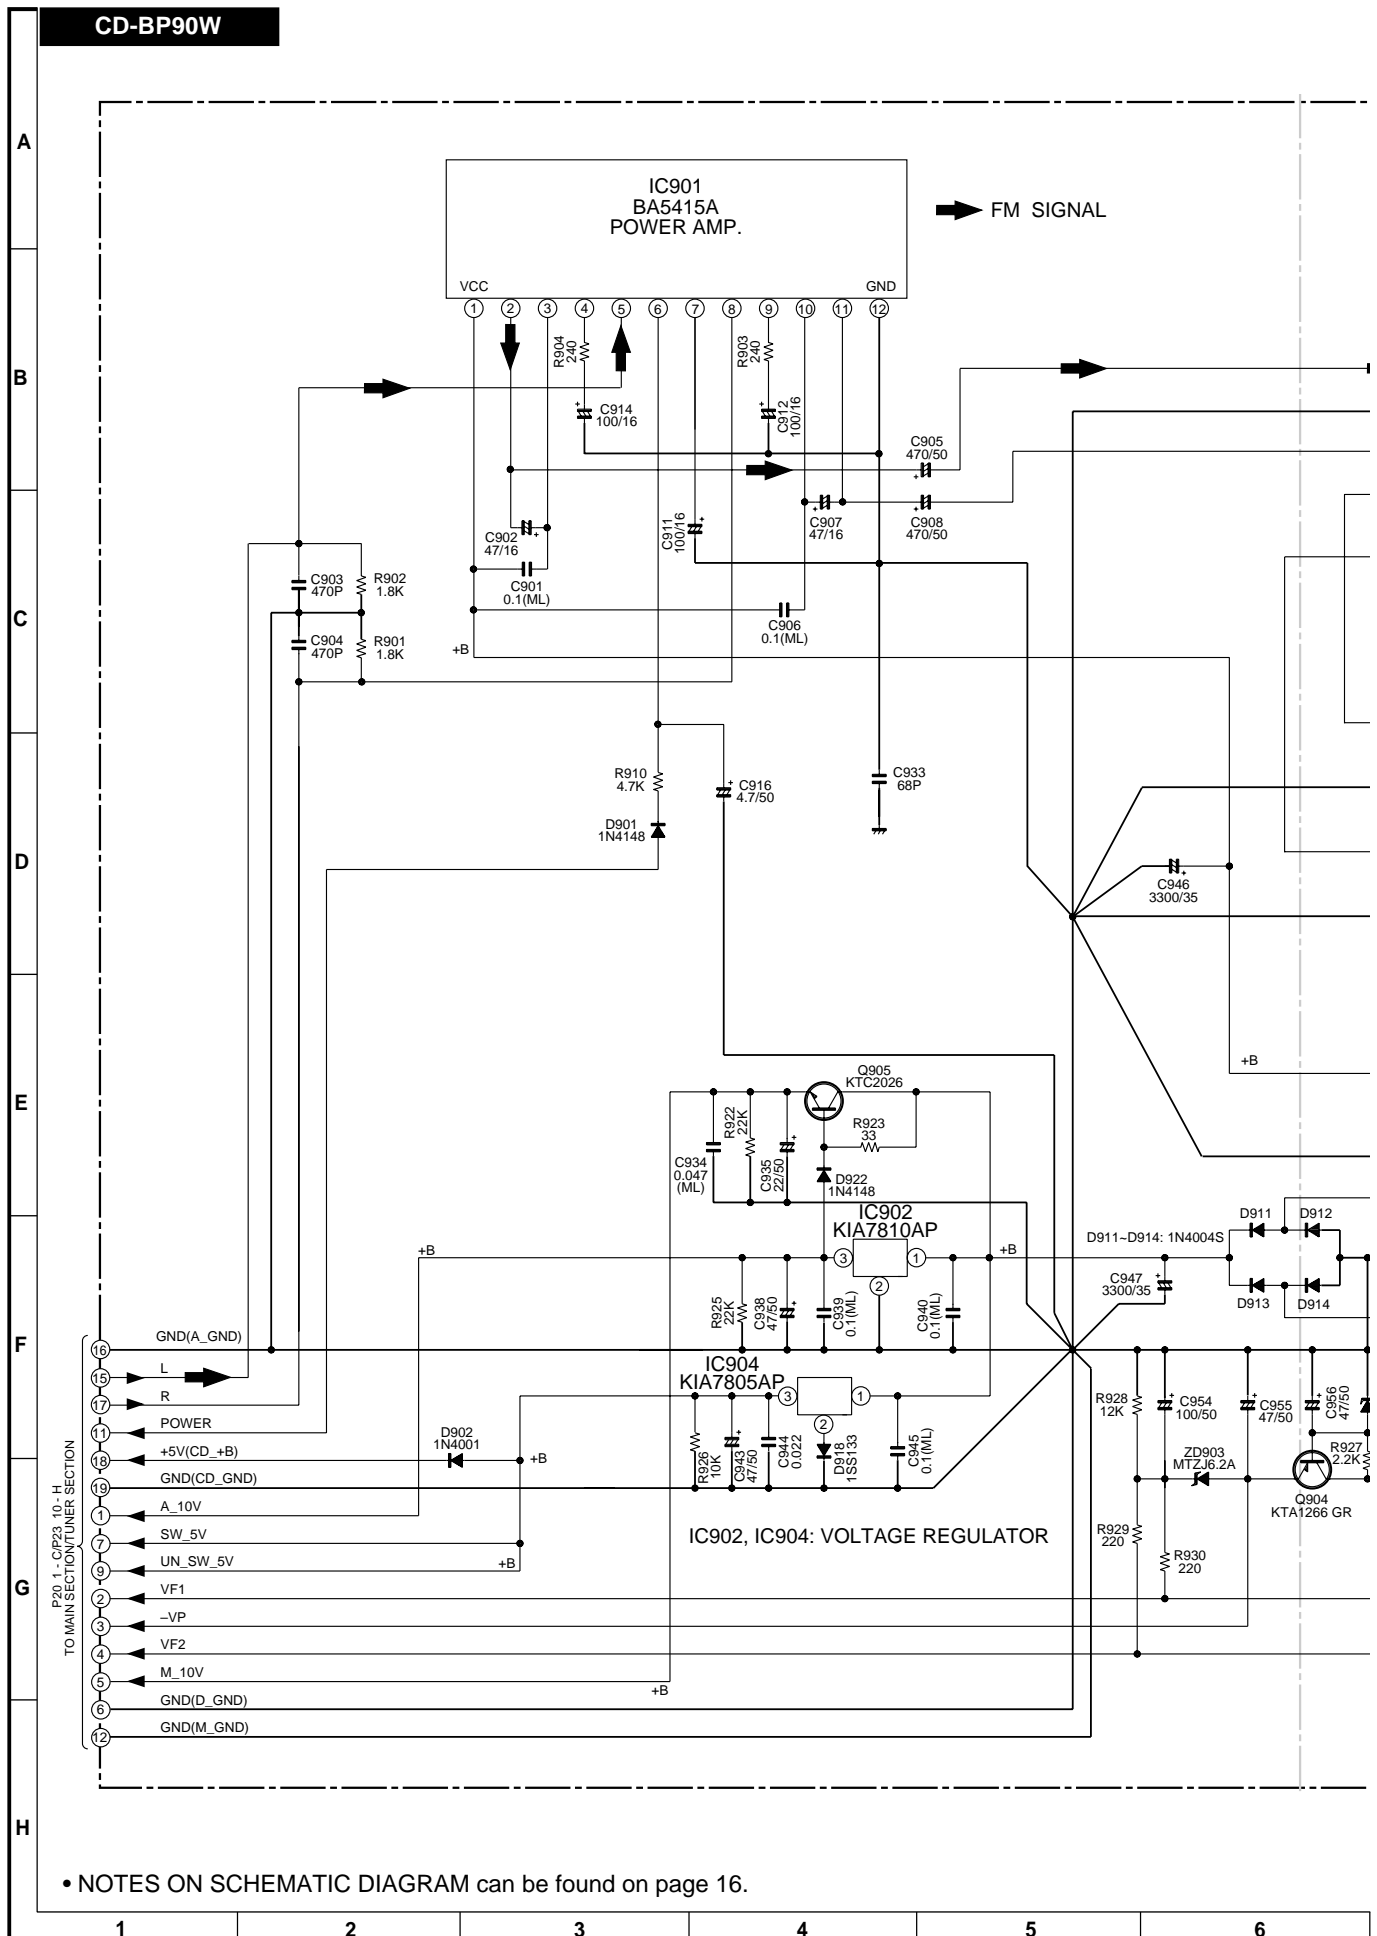 CD-BP90W
A
B
C
D
E
F
G
H
IC901
BA5415A
POWER AMP.
FM SIGNAL
VCC
GND
1
2
3
4
5
6
7
8
9
10
11
12
R904
240
R903
240
C914
100/16
C912
100/16
C905
470/50
C902
47/16
C911
100/16
C907
47/16
C908
470/50
C901
0.1(ML)
C903
470P
R902
1.8K
C906
0.1(ML)
C904
470P
R901
1.8K
+B
R910
4.7K
C916
4.7/50
C933
68P
D901
1N4148
C946
3300/35
+B
Q905
KTC2026
R922
22K
R923
33
C934
0.047
(ML)
C935
22/50
D922
1N4148
IC902
KIA7810AP
3
1
2
+B
+B
D911
D912
D911~D914: 1N4004S
D913
D914
C947
3300/35
R925
22K
C938
47/50
C939
0.1(ML)
C940
0.1(ML)
IC904
KIA7805AP
3
1
2
R928
12K
C954
100/50
C955
47/50
C956
47/50
D902
1N4001
+B
R926
10K
C943
47/50
C944
0.022
D918
1SS133
C945
0.1(ML)
ZD903
MTZJ6.2A
R927
2.2K
Q904
KTA1266 GR
IC902, IC904: VOLTAGE REGULATOR
R929
220
R930
220
+B
+B
P20 1 - C/P23 10 - H
TO MAIN SECTION/TUNER SECTION
16 GND(A_GND)
15 L
17 R
11 POWER
18 +5V(CD_+B)
19 GND(CD_GND)
1 A_10V
7 SW_5V
9 UN_SW_5V
2 VF1
3 –VP
4 VF2
5 M_10V
6 GND(D_GND)
12 GND(M_GND)
• NOTES ON SCHEMATIC DIAGRAM can be found on page 16.
1 2 3 4 5 6